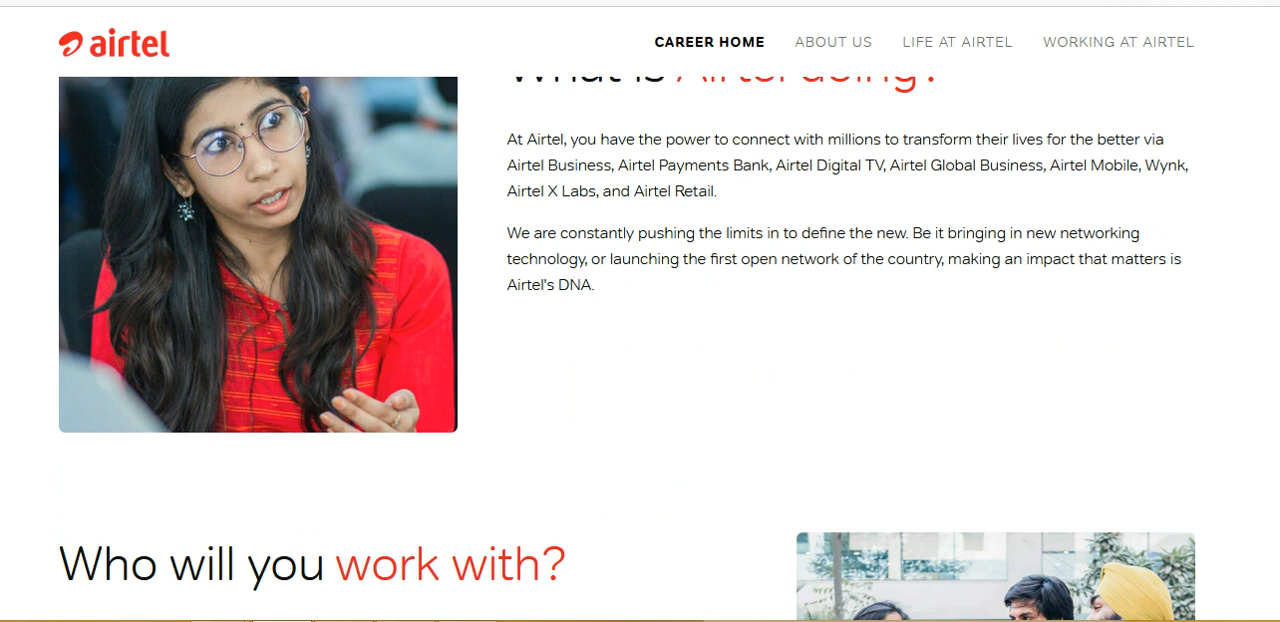 airtel
CAREER HOME
ABOUT US
LIFE AT AIRTEL
WORKING AT AIRTEL
What is Airtel doing?
At Airtel, you have the power to connect with millions to transform their lives for the better via
Airtel Business, Airtel Payments Bank, Airtel Digital TV, Airtel Global Business, Airtel Mobile, Wynk,
Airtel X Labs, and Airtel Retail.
We are constantly pushing the limits in to define the new. Be it bringing in new networking
technology, or launching the first open network of the country, making an impact that matters is
Airtel's DNA.
Who will you work with?